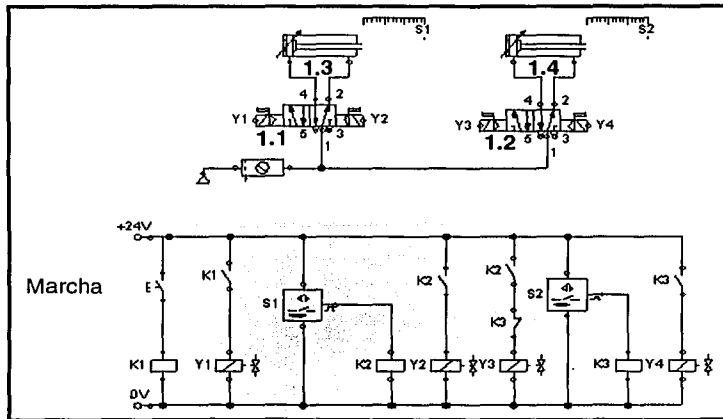 S1 S2
1.3 1.4
4 2 4 2
Y1 Y2 Y3 Y4
1.1 5 3 1.2 5 3
1 1
+24V
K1 K2 K2 K3
Marcha E S1 S2
K3
K1 Y1 K2 Y2 Y3 K3 Y4
0V